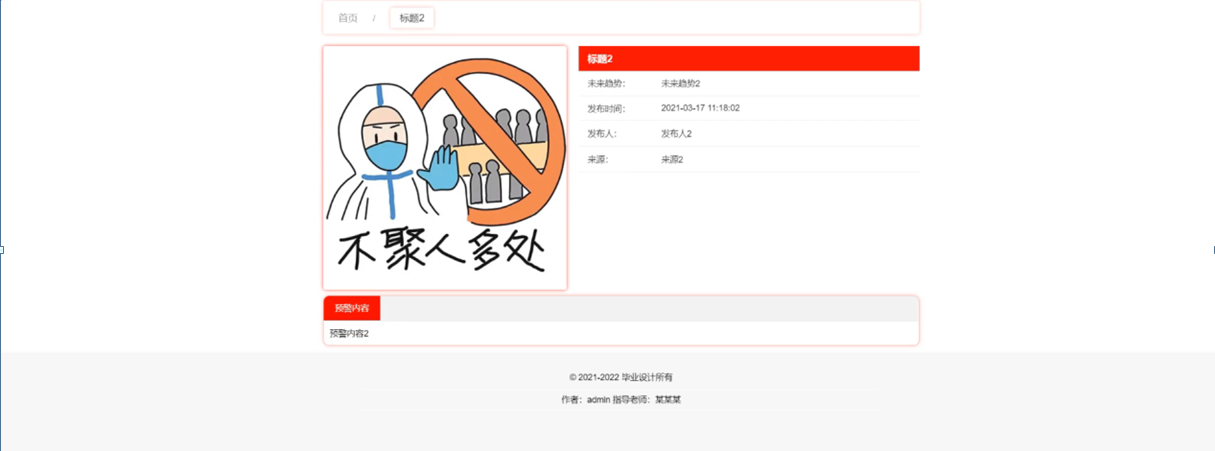 首页 / 标题2
不聚人多处
标题2
未来趋势： 未来趋势2
发布时间： 2021-03-17 11:18:02
发布人： 发布人2
来源： 来源2
预警内容
预警内容2
© 2021-2022 毕业设计所有
作者：admin 指导老师：某某某